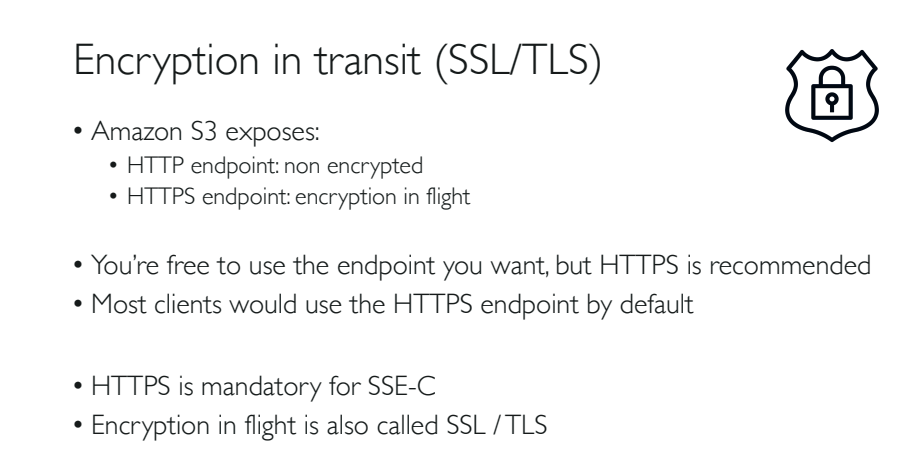 Encryption in transit (SSL/TLS)
• Amazon S3 exposes:
• HTTP endpoint: non encrypted
• HTTPS endpoint: encryption in flight
• You're free to use the endpoint you want, but HTTPS is recommended
• Most clients would use the HTTPS endpoint by default
• HTTPS is mandatory for SSE-C
• Encryption in flight is also called SSL / TLS